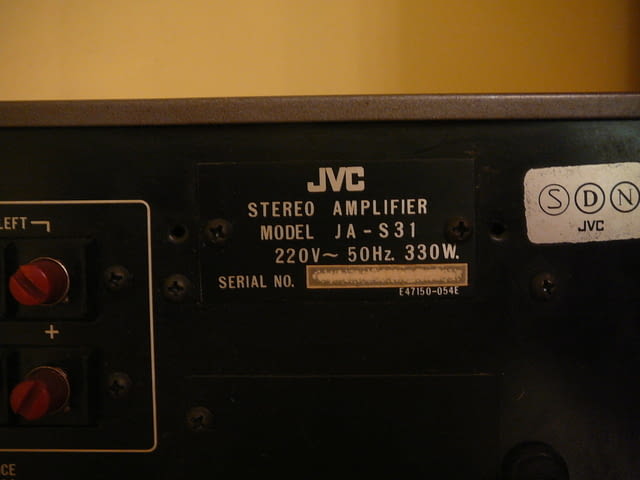 JVC
STEREO AMPLIFIER
MODEL JA-S31
220V~ 50Hz. 330W.
SERIAL NO.
E47150-054E
LEFT
+
CE
S D N
JVC